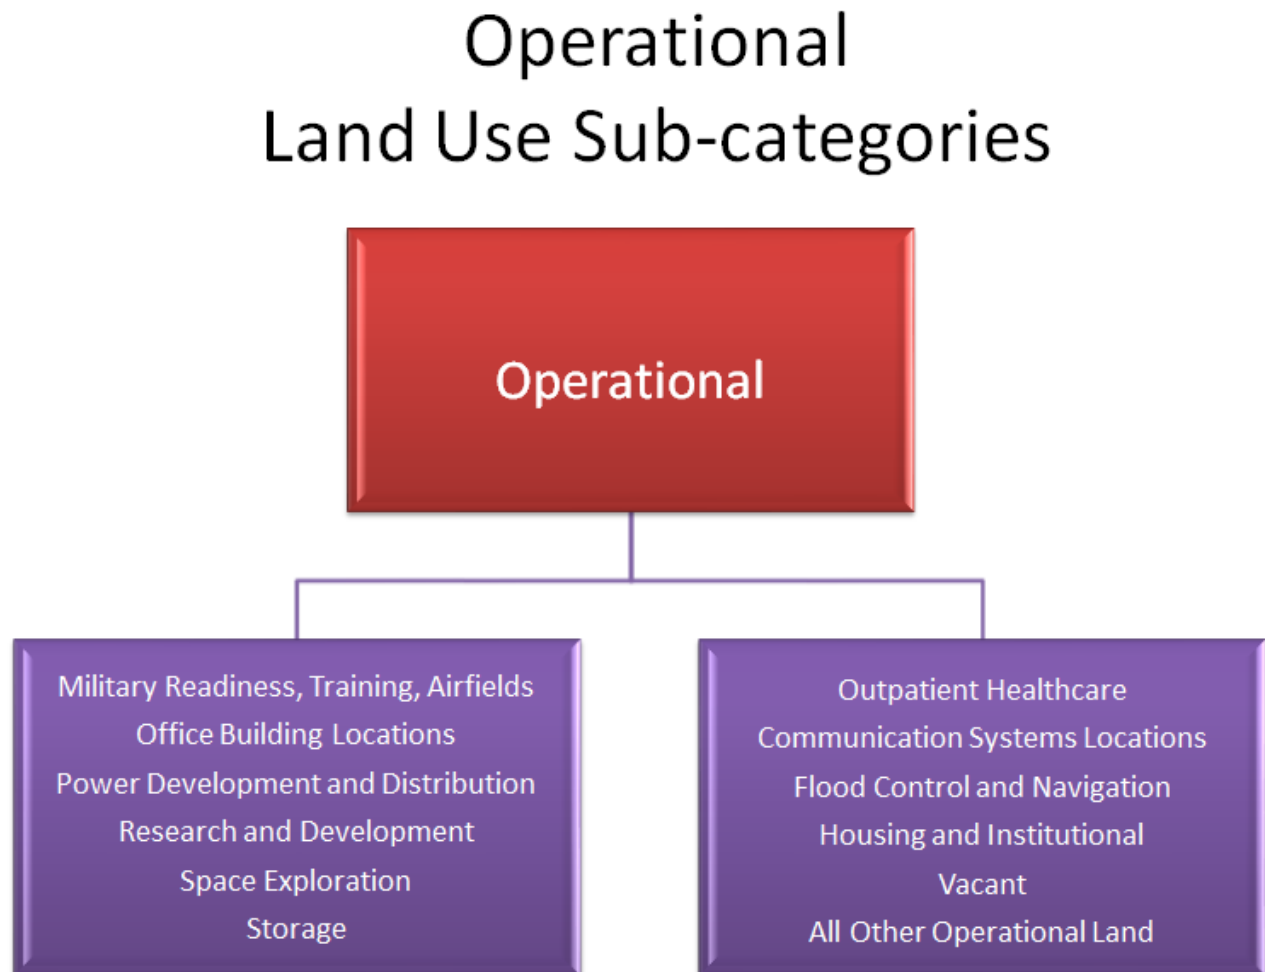 Operational
Land Use Sub-categories
Operational
Military Readiness, Training, Airfields
Office Building Locations
Power Development and Distribution
Research and Development
Space Exploration
Storage
Outpatient Healthcare
Communication Systems Locations
Flood Control and Navigation
Housing and Institutional
Vacant
All Other Operational Land